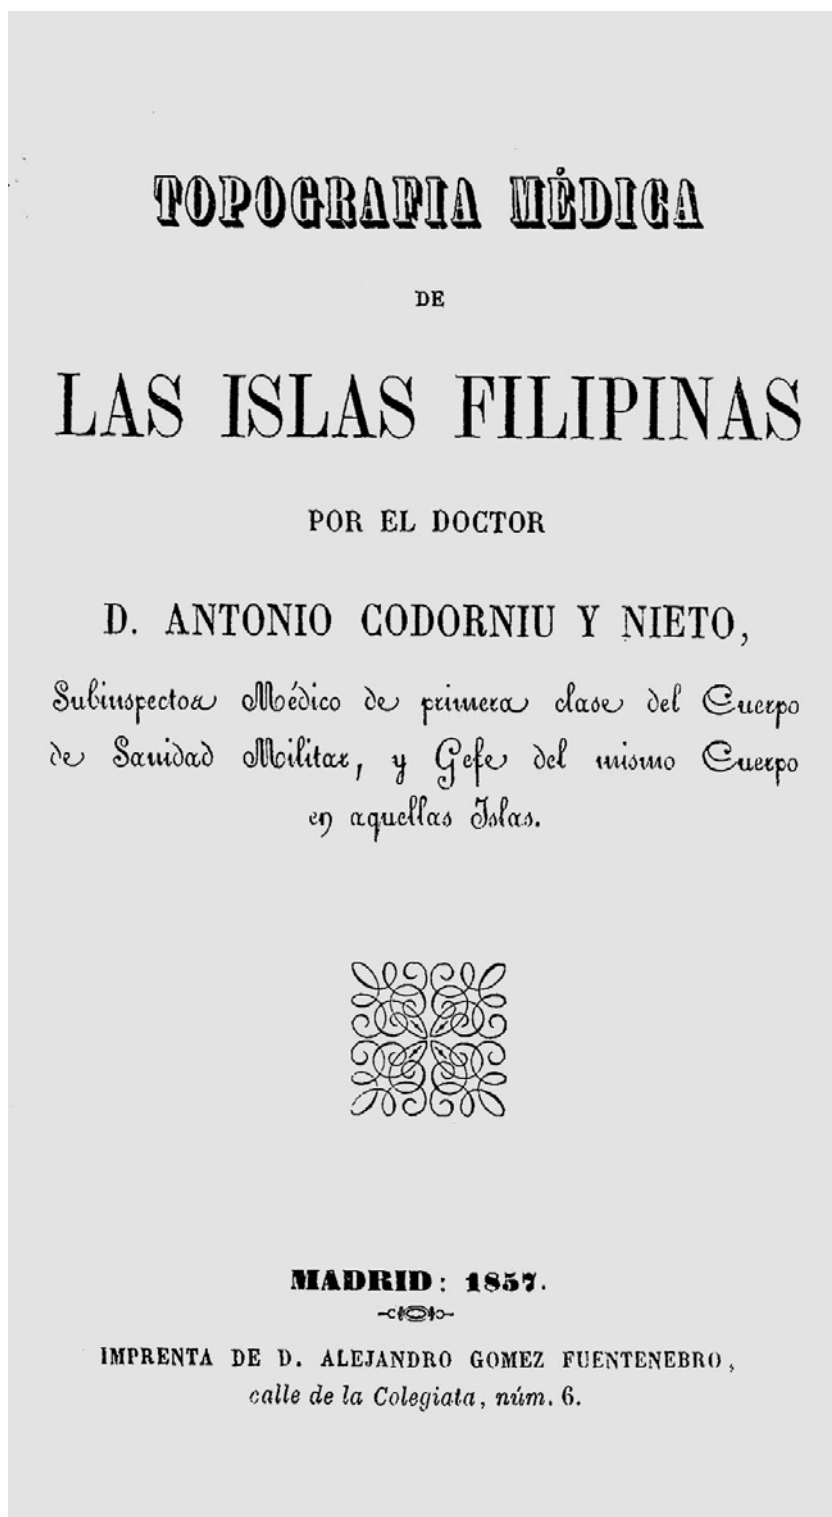 TOPOGRAFIA MÉDICA
DE
LAS ISLAS FILIPINAS
POR EL DOCTOR
D. ANTONIO CODORNIU Y NIETO,
Subinspector Médico de primera clase del Cuerpo
de Sanidad Militar, y Gefe del mismo Cuerpo
en aquellas Islas.
MADRID: 1857.
IMPRENTA DE D. ALEJANDRO GOMEZ FUENTENEBRO,
calle de la Colegiata, núm. 6.